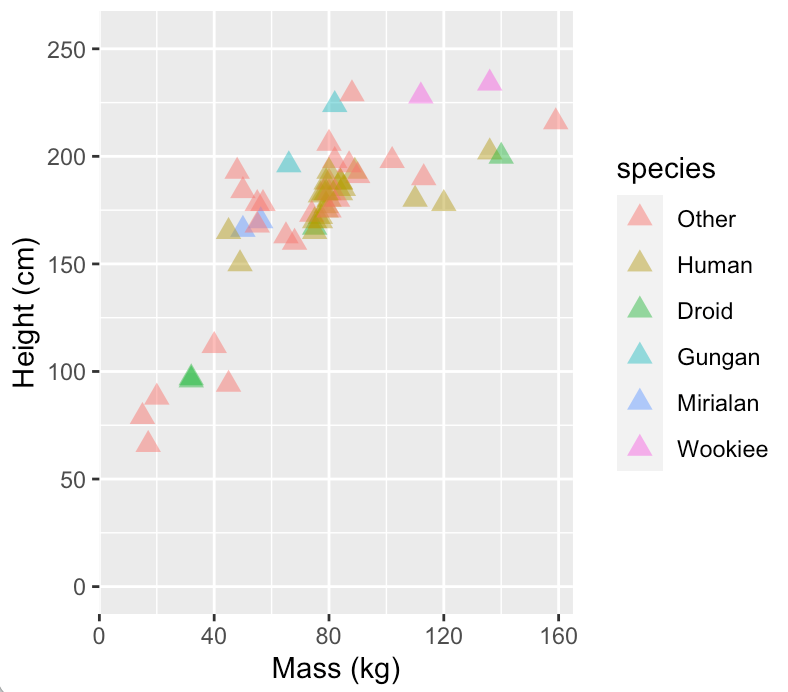 250
200
150
100
50
0
Height (cm)
0 40 80 120 160
Mass (kg)
species
Other
Human
Droid
Gungan
Mirialan
Wookiee